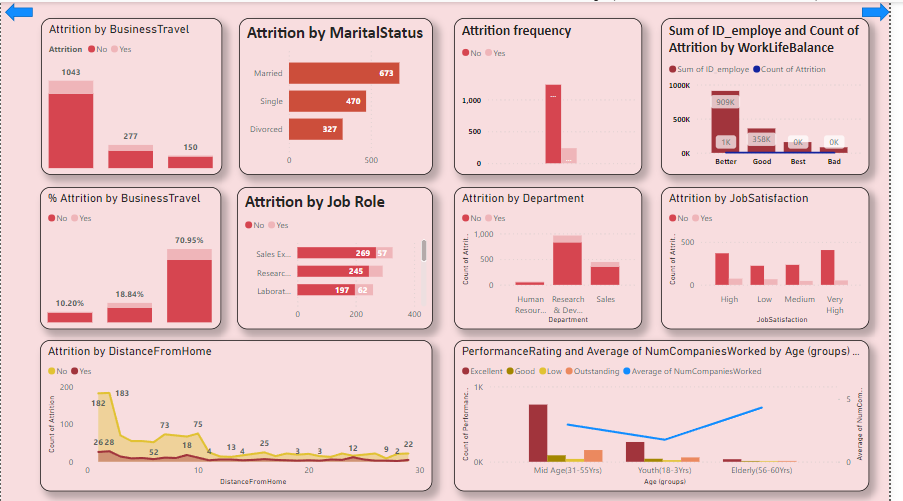 Attrition by BusinessTravel
Attrition No Yes
1043
277
150
Attrition by MaritalStatus
Married 673
Single 470
Divorced 327
0 500
Attrition frequency
No Yes
1,000
500
0
...
...
Sum of ID_employe and Count of
Attrition by WorkLifeBalance
Sum of ID_employe Count of Attrition
1000K
500K
0K
909K
358K
1K 0K 0K
Better Good Best Bad
% Attrition by BusinessTravel
No Yes
70.95%
18.84%
10.20%
Attrition by Job Role
No Yes
Sales Ex... 269 57
Researc... 245
Laborat... 197 62
0 200 400
Attrition by Department
No Yes
Count of Attrit...
1,000
500
0
Human
Resour...
Research
& Dev...
Sales
Department
Attrition by JobSatisfaction
No Yes
Count of Attrit...
500
0
High Low Medium Very
High
JobSatisfaction
Attrition by DistanceFromHome
No Yes
Count of Attrition
200
100
0
182 183
73 75
26 28 52 18 4 13 4 25 3 3 12 9 2 22
0 10 20 30
DistanceFromHome
PerformanceRating and Average of NumCompaniesWorked by Age (groups) ...
Excellent Good Low Outstanding Average of NumCompaniesWorked
Count of Performanc...
1K
0K
5
0
Average of NumCom...
Mid Age(31-55Yrs) Youth(18-3Yrs) Elderly(56-60Yrs)
Age (groups)